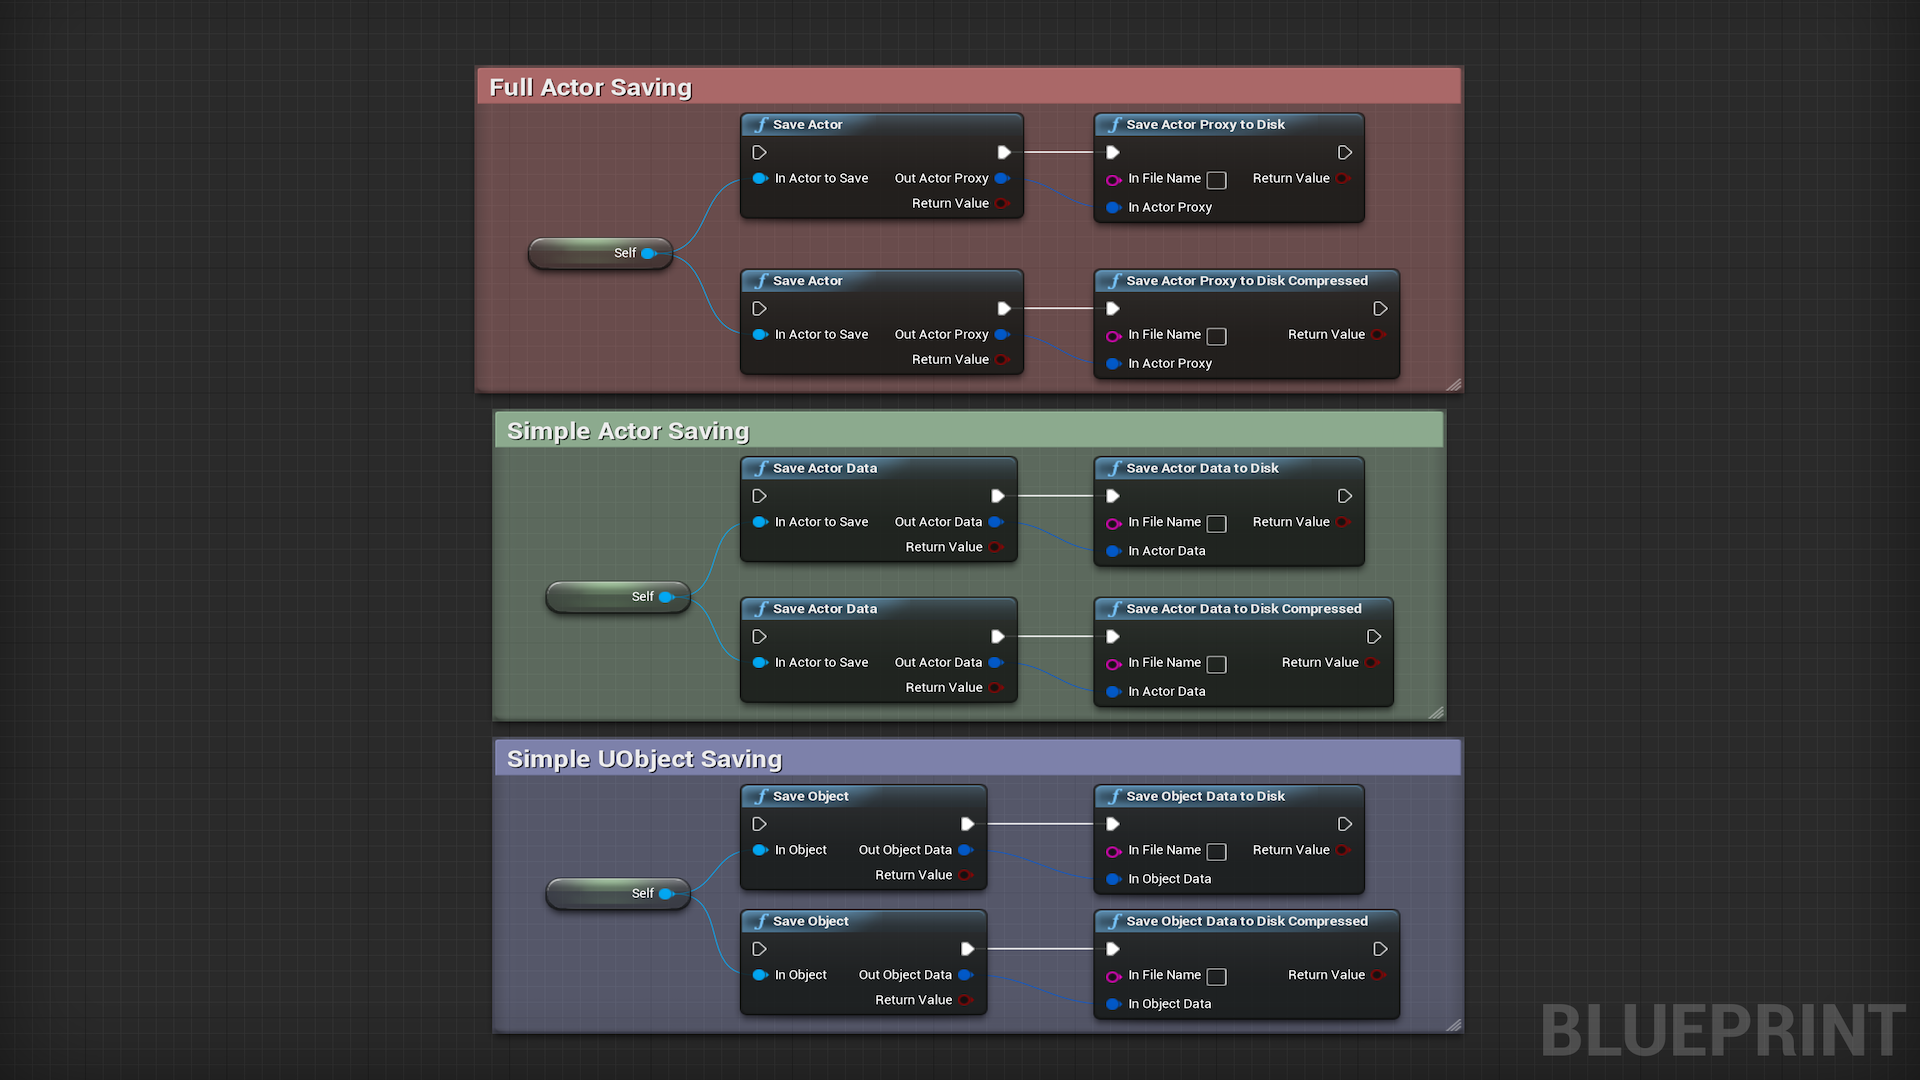 Full Actor Saving
Save Actor
In Actor to Save Out Actor Proxy
Return Value
Save Actor Proxy to Disk
In File Name Return Value
In Actor Proxy
Self
Save Actor
In Actor to Save Out Actor Proxy
Return Value
Save Actor Proxy to Disk Compressed
In File Name Return Value
In Actor Proxy
Simple Actor Saving
Save Actor Data
In Actor to Save Out Actor Data
Return Value
Save Actor Data to Disk
In File Name Return Value
In Actor Data
Self
Save Actor Data
In Actor to Save Out Actor Data
Return Value
Save Actor Data to Disk Compressed
In File Name Return Value
In Actor Data
Simple UObject Saving
Save Object
In Object Out Object Data
Return Value
Save Object Data to Disk
In File Name Return Value
In Object Data
Self
Save Object
In Object Out Object Data
Return Value
Save Object Data to Disk Compressed
In File Name Return Value
In Object Data
BLUEPRINT